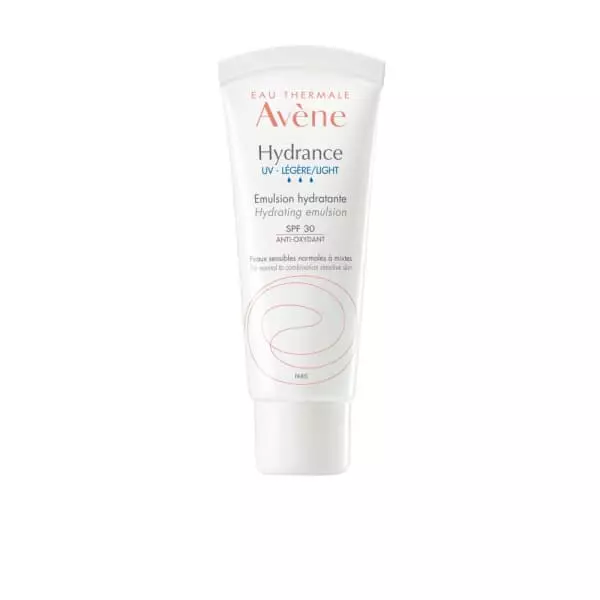 EAU THERMALE
Avène
Hydrance
UV - LÉGÈRE/LIGHT
Emulsion hydratante
Hydrating emulsion
SPF 30
ANTI-OXYDANT
Peaux sensibles normales à mixtes
For normal to combination sensitive skin
PARIS